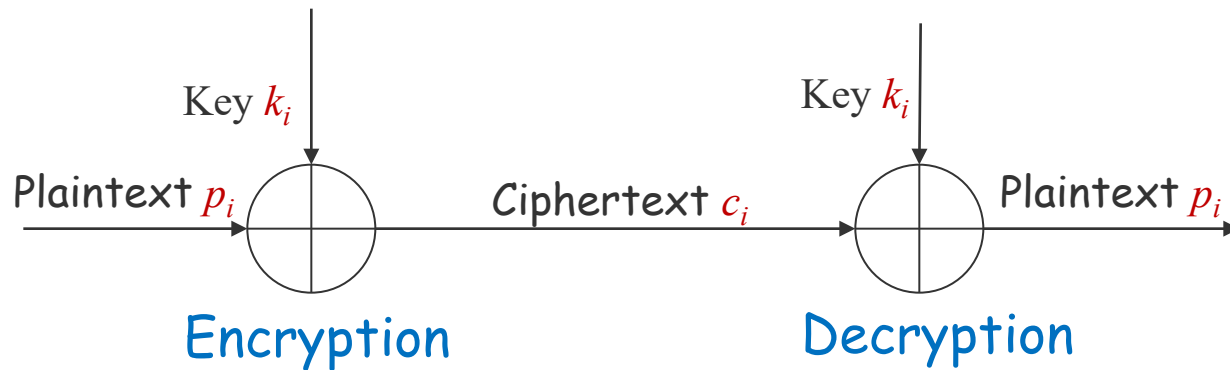 Key k_i
Key k_i
Plaintext p_i
Ciphertext c_i
Plaintext p_i
Encryption
Decryption